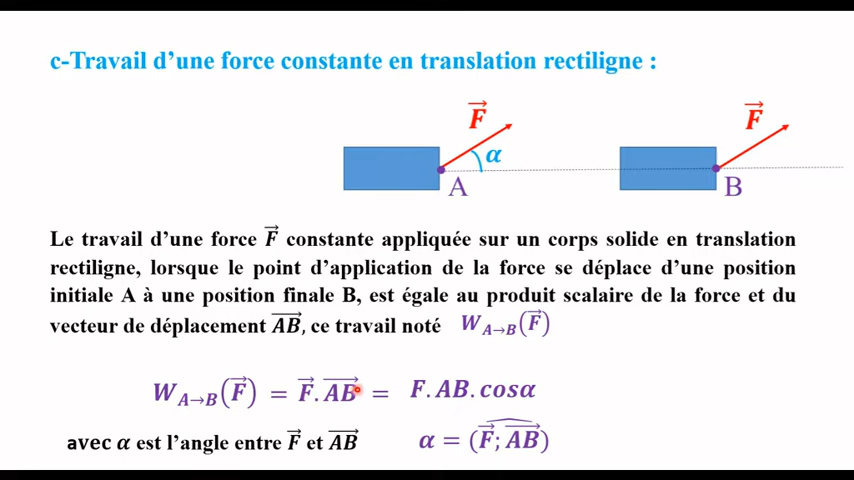 c-Travail d'une force constante en translation rectiligne :
F⃗ F⃗
α
A B
Le travail d'une force F⃗ constante appliquée sur un corps solide en translation
rectiligne, lorsque le point d'application de la force se déplace d'une position
initiale A à une position finale B, est égale au produit scalaire de la force et du
vecteur de déplacement A͞B⃗, ce travail noté W_{A→B}(F⃗)
W_{A→B}(F⃗) = F⃗. AB⃗ = F. AB. cosα
avec α est l'angle entre F⃗ et AB⃗ α = (F⃗; AB⃗)